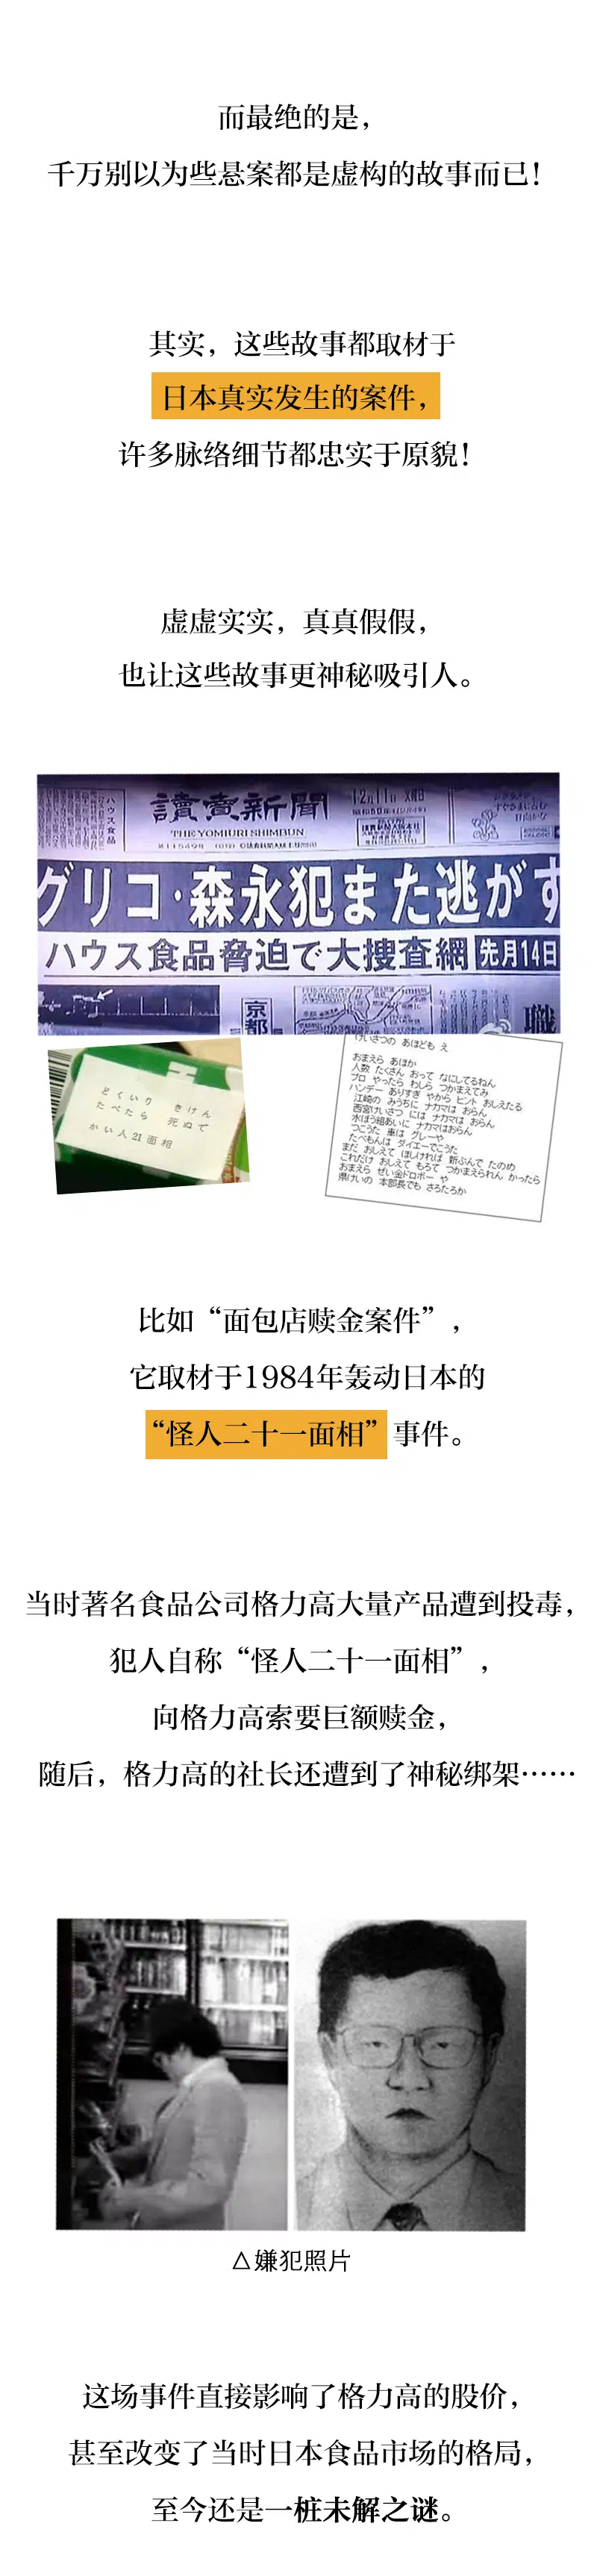 而最绝的是，
千万别以为些悬案都是虚构的故事而已！
其实，这些故事都取材于
日本真实发生的案件，
许多脉络细节都忠实于原貌！
虚虚实实，真真假假，
也让这些故事更神秘吸引人。
ハウス食品
讀賣新聞
THE YOMIURI SHIMBUN
12月11日
グリコ・森永犯また逃がす
ハウス食品脅迫で大捜査網
先月14日
京都
職
どくいり きけん
たべたら 死ぬで
かい人21面相
けいさつの あほども え
おまえら あほか
人数 たくさん おって なにしてるねん
プロ やったら わしら つかまえてみ
ハンデー ありすぎ やから ヒント おしえたる
江崎の みうちに ナカマは おらん
西宮けいさつ には ナカマは おらん
水ぼう組あいに ナカマはおらん
つこうた 車は グレーや
たべもんは ダイエーでこうた
まだ おしえて ほしければ 新ぶんで たのめ
これだけ おしえて もろて つかまえられん かったら
おまえら ぜい金ドロボー や
県けいの 本部長でも さろたろか
比如“面包店赎金案件”，
它取材于1984年轰动日本的
“怪人二十一面相”事件。
当时著名食品公司格力高大量产品遭到投毒，
犯人自称“怪人二十一面相”，
向格力高索要巨额赎金，
随后，格力高的社长还遭到了神秘绑架……
△嫌犯照片
这场事件直接影响了格力高的股价，
甚至改变了当时日本食品市场的格局，
至今还是一桩未解之谜。